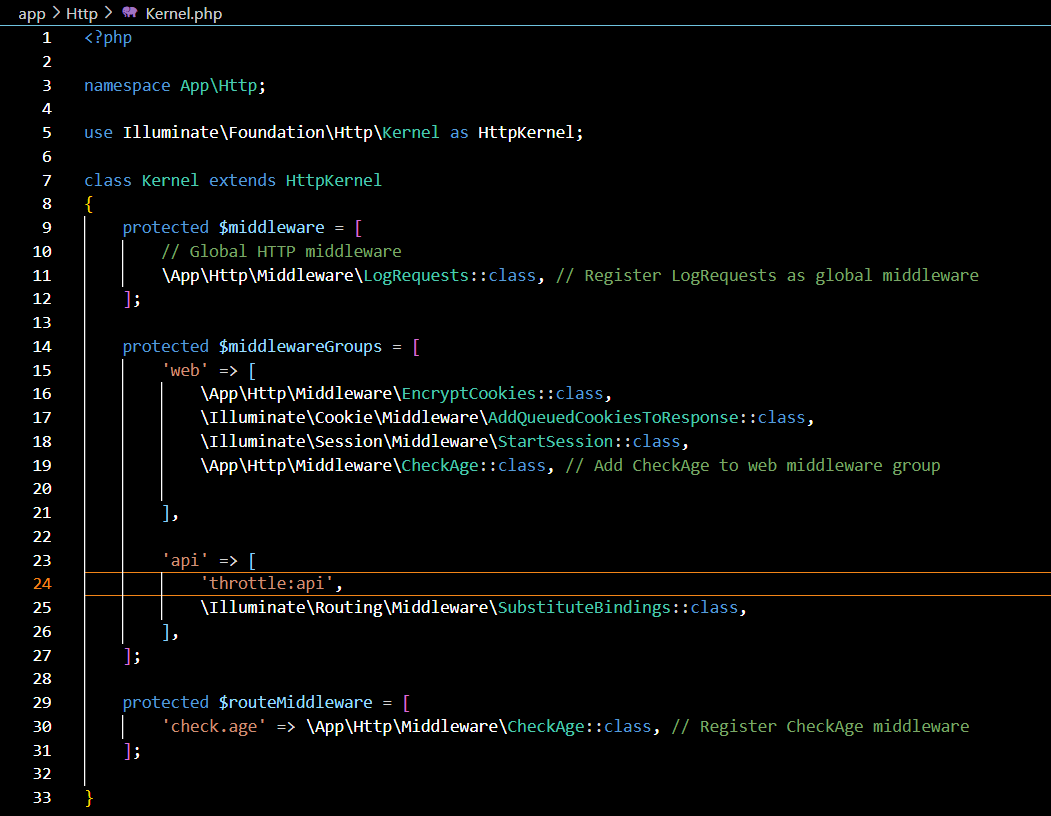 app > Http > Kernel.php
1 <?php
2
3 namespace App\Http;
4
5 use Illuminate\Foundation\Http\Kernel as HttpKernel;
6
7 class Kernel extends HttpKernel
8 {
9     protected $middleware = [
10         // Global HTTP middleware
11         \App\Http\Middleware\LogRequests::class, // Register LogRequests as global middleware
12     ];
13
14     protected $middlewareGroups = [
15         'web' => [
16             \App\Http\Middleware\EncryptCookies::class,
17             \Illuminate\Cookie\Middleware\AddQueuedCookiesToResponse::class,
18             \Illuminate\Session\Middleware\StartSession::class,
19             \App\Http\Middleware\CheckAge::class, // Add CheckAge to web middleware group
20
21         ],
22
23         'api' => [
24             'throttle:api',
25             \Illuminate\Routing\Middleware\SubstituteBindings::class,
26         ],
27     ];
28
29     protected $routeMiddleware = [
30         'check.age' => \App\Http\Middleware\CheckAge::class, // Register CheckAge middleware
31     ];
32
33 }